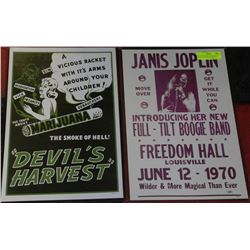 A
VICIOUS RACKET
WITH IT'S ARMS
AROUND YOUR
CHILDREN!
MARIJUANA
THE SMOKE OF HELL!
"DEVIL'S
HARVEST"
JANIS JOPLIN
MOVE
OVER
GET
IT WHILE
YOU
CAN
INTRODUCING HER NEW
FULL - TILT BOOGIE BAND
FREEDOM HALL
LOUISVILLE
JUNE 12 - 1970
Wilder & More Magical Than Ever